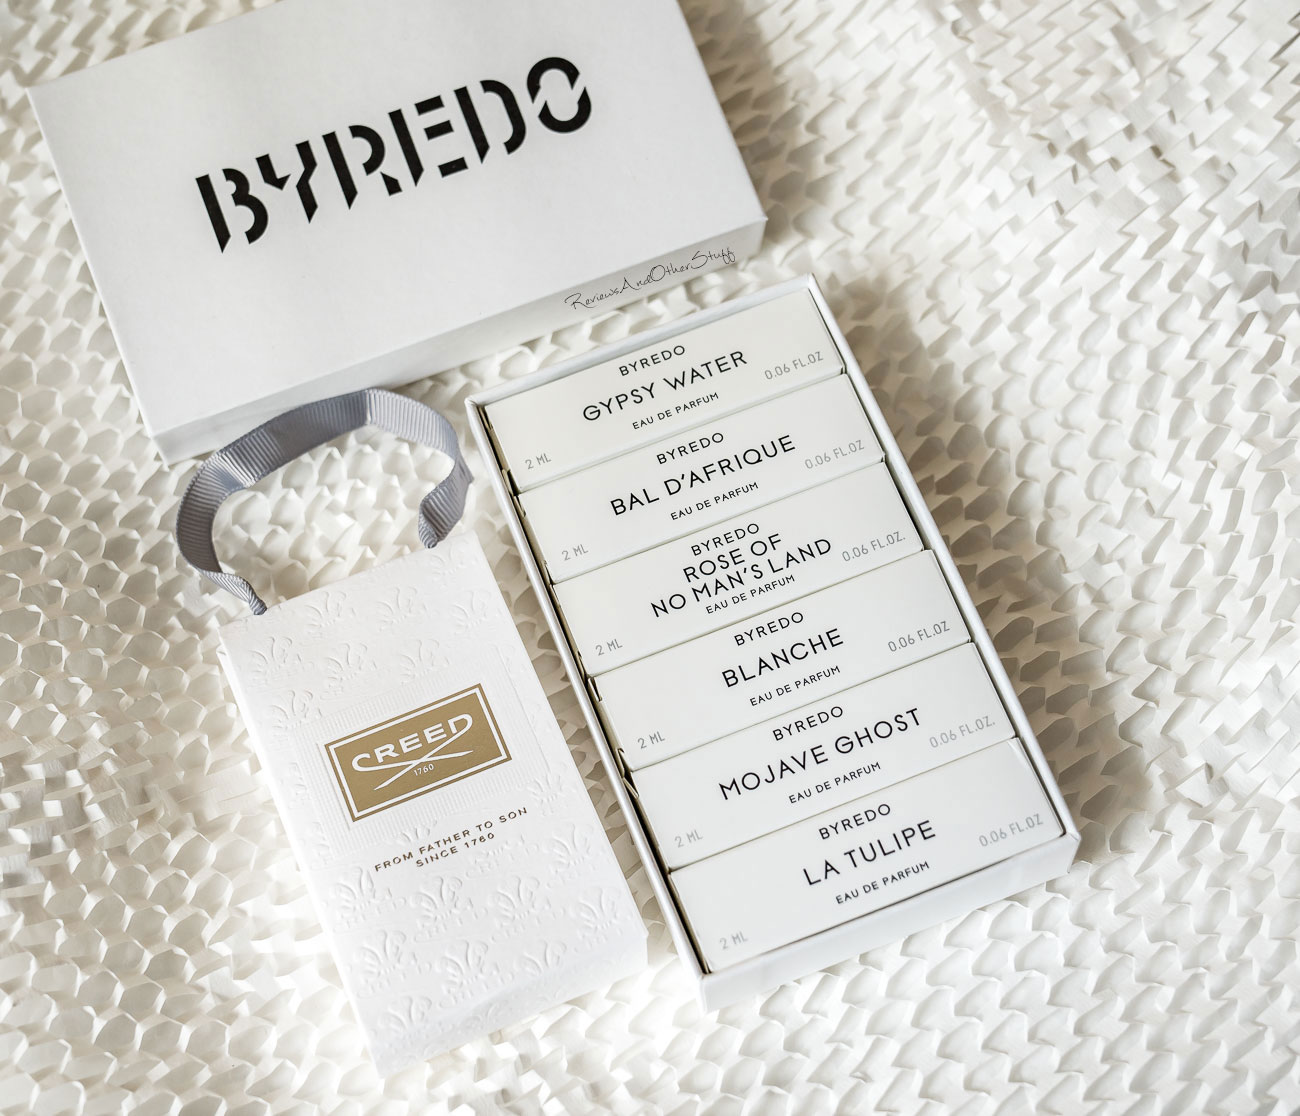 BYREDO
ReviewsAndOtherStuff
BYREDO
GYPSY WATER
EAU DE PARFUM
2 ML
0.06 FL.OZ
BYREDO
BAL D'AFRIQUE
EAU DE PARFUM
2 ML
0.06 FL.OZ
BYREDO
ROSE OF
NO MAN'S LAND
EAU DE PARFUM
2 ML
0.06 FL.OZ.
BYREDO
BLANCHE
EAU DE PARFUM
2 ML
0.06 FL.OZ
BYREDO
MOJAVE GHOST
EAU DE PARFUM
2 ML
0.06 FL.OZ.
BYREDO
LA TULIPE
EAU DE PARFUM
2 ML
0.06 FL.OZ
CREED
1760
FROM FATHER TO SON
SINCE 1760